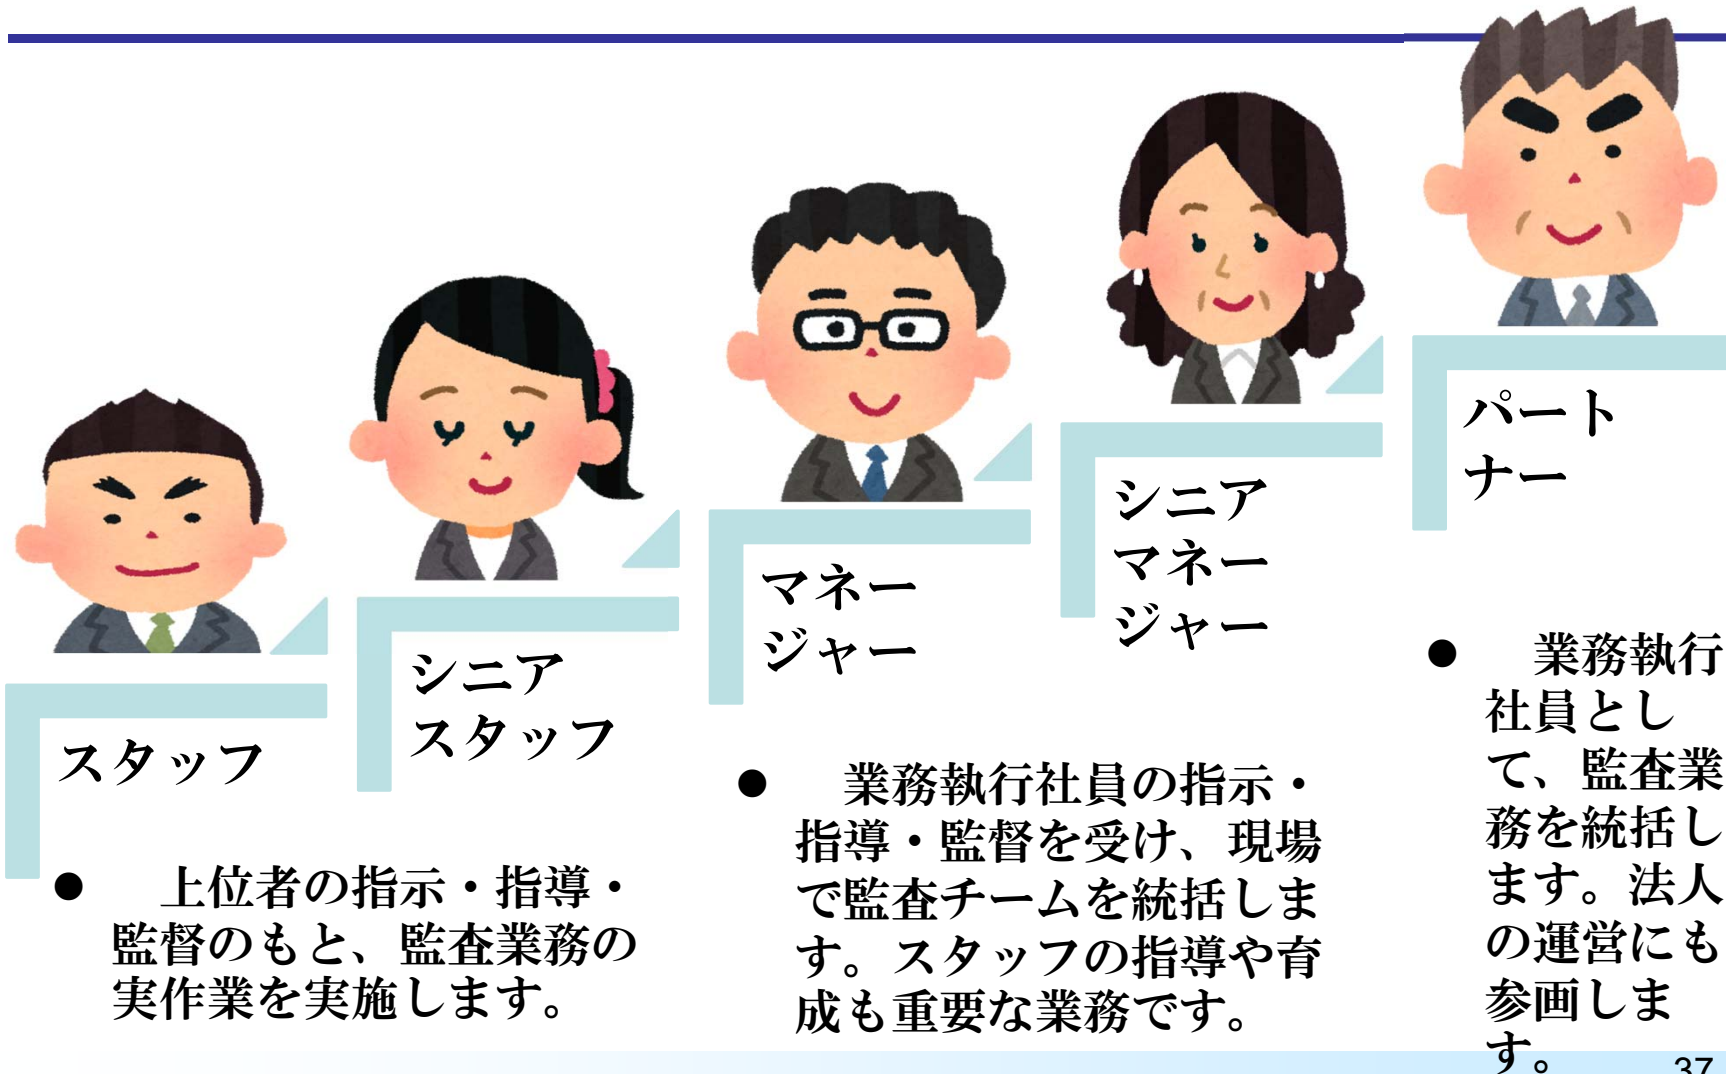 スタッフ
シニア
スタッフ
マネー
ジャー
シニア
マネー
ジャー
パート
ナー
● 上位者の指示・指導・
監督のもと、監査業務の
実作業を実施します。
● 業務執行社員の指示・
指導・監督を受け、現場
で監査チームを統括しま
す。スタッフの指導や育
成も重要な業務です。
● 業務執行
社員とし
て、監査業
務を統括し
ます。法人
の運営にも
参画しま
す。
37